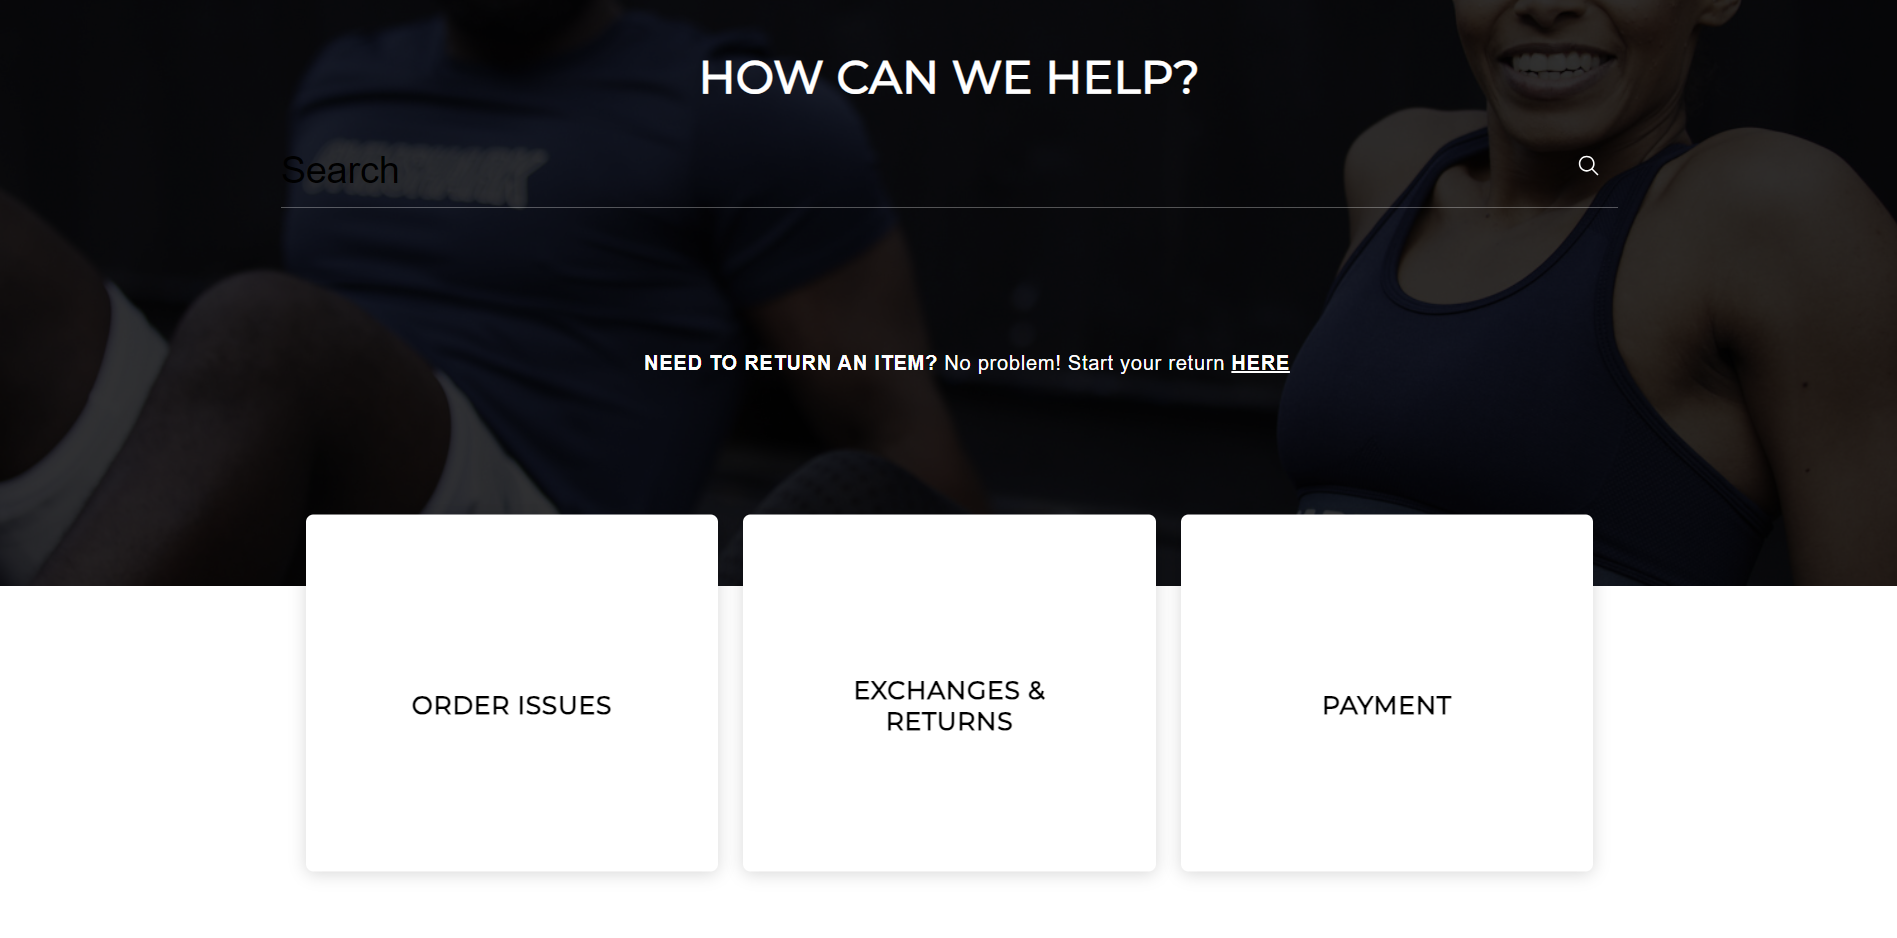 HOW CAN WE HELP?
Search
NEED TO RETURN AN ITEM? No problem! Start your return HERE
ORDER ISSUES
EXCHANGES &
RETURNS
PAYMENT